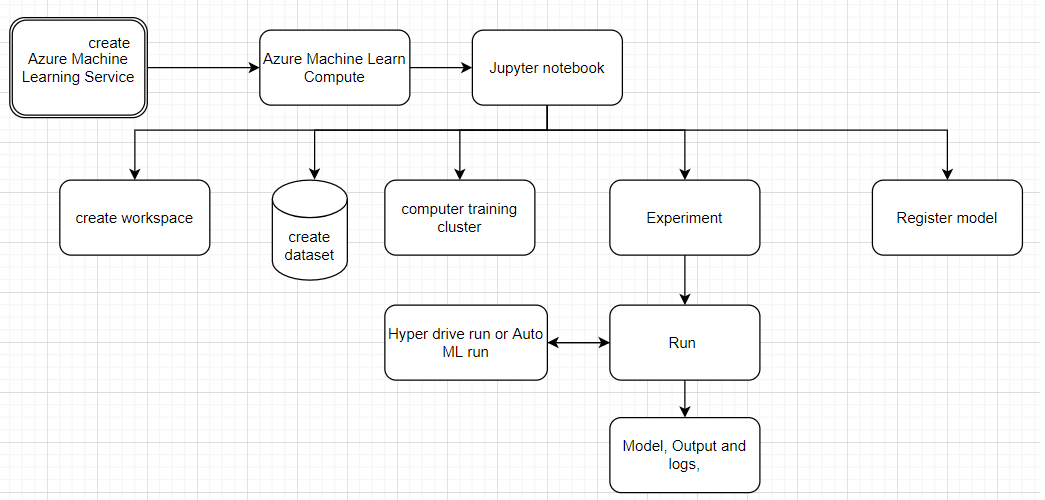 create
Azure Machine
Learning Service
Azure Machine Learn
Compute
Jupyter notebook
create workspace
create
dataset
computer training
cluster
Experiment
Register model
Hyper drive run or Auto
ML run
Run
Model, Output and
logs,